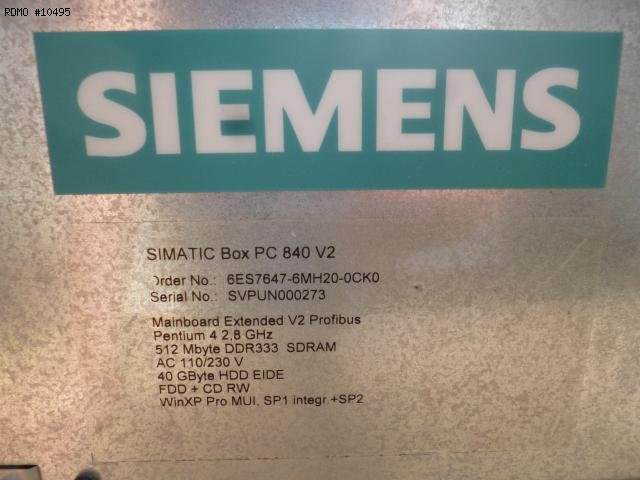 RDMO #10495
SIEMENS
SIMATIC Box PC 840 V2
Order No.: 6ES7647-6MH20-0CK0
Serial No.: SVPUN000273
Mainboard Extended V2 Profibus
Pentium 4 2,8 GHz
512 Mbyte DDR333 SDRAM
AC 110/230 V
40 GByte HDD EIDE
FDD + CD RW
WinXP Pro MUI, SP1 integr.+SP2